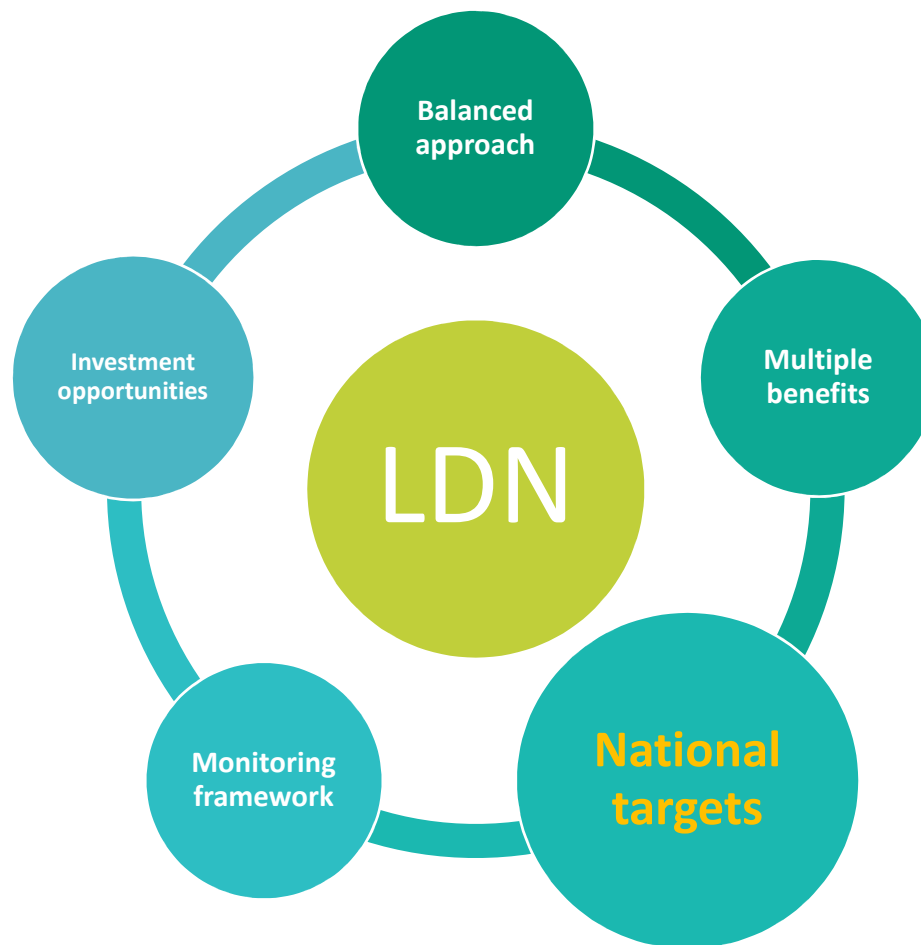 Balanced
approach
Multiple
benefits
National
targets
Monitoring
framework
Investment
opportunities
LDN